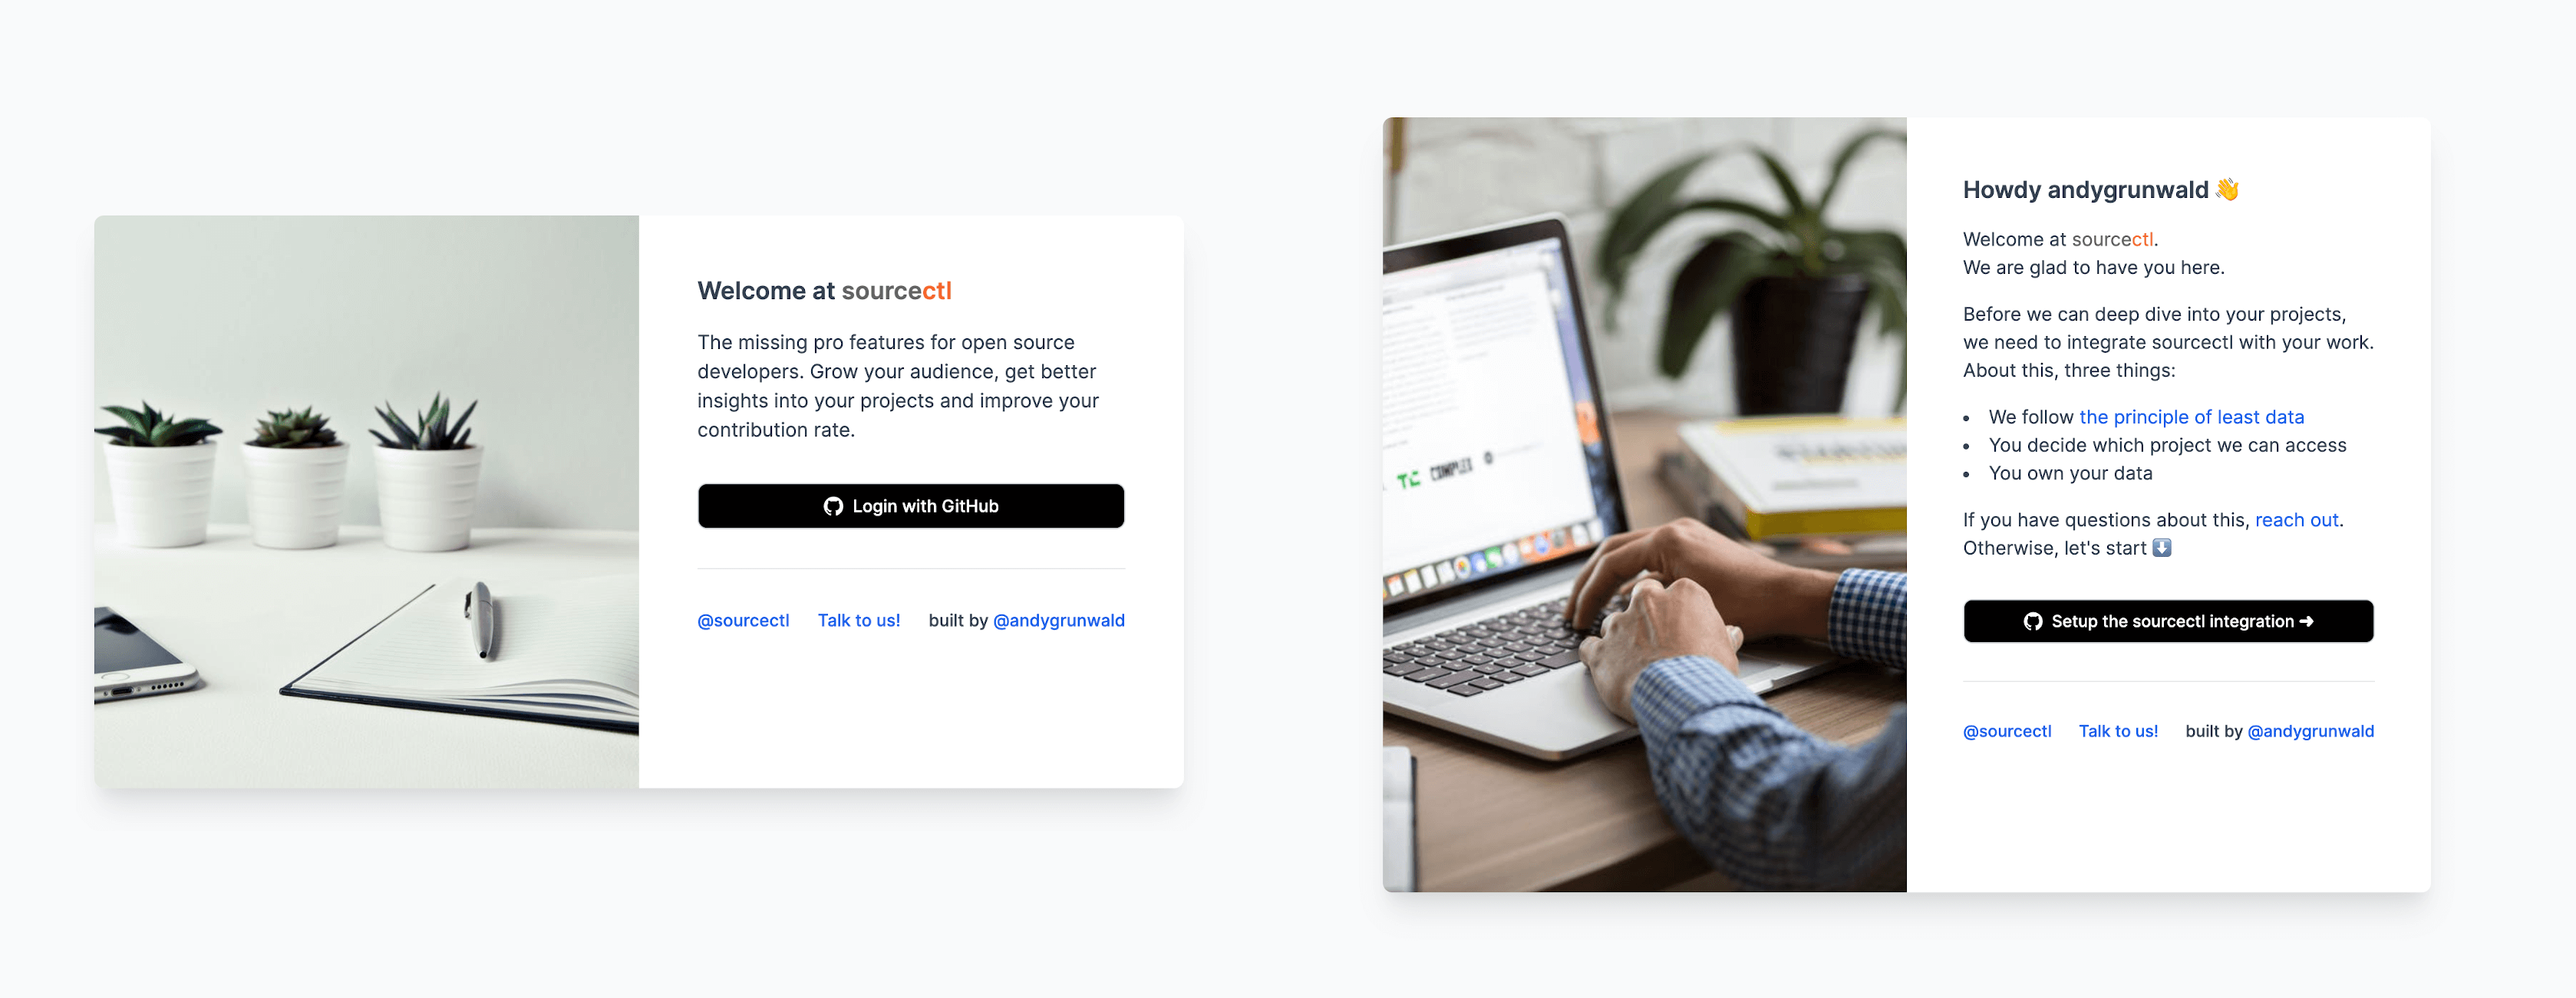 Welcome at sourcectl
The missing pro features for open source
developers. Grow your audience, get better
insights into your projects and improve your
contribution rate.
Login with GitHub
@sourcectl Talk to us! built by @andygrunwald
TC COMPLEX
Howdy andygrunwald 👋
Welcome at sourcectl.
We are glad to have you here.
Before we can deep dive into your projects,
we need to integrate sourcectl with your work.
About this, three things:
• We follow the principle of least data
• You decide which project we can access
• You own your data
If you have questions about this, reach out.
Otherwise, let's start ⬇️
Setup the sourcectl integration ➜
@sourcectl Talk to us! built by @andygrunwald